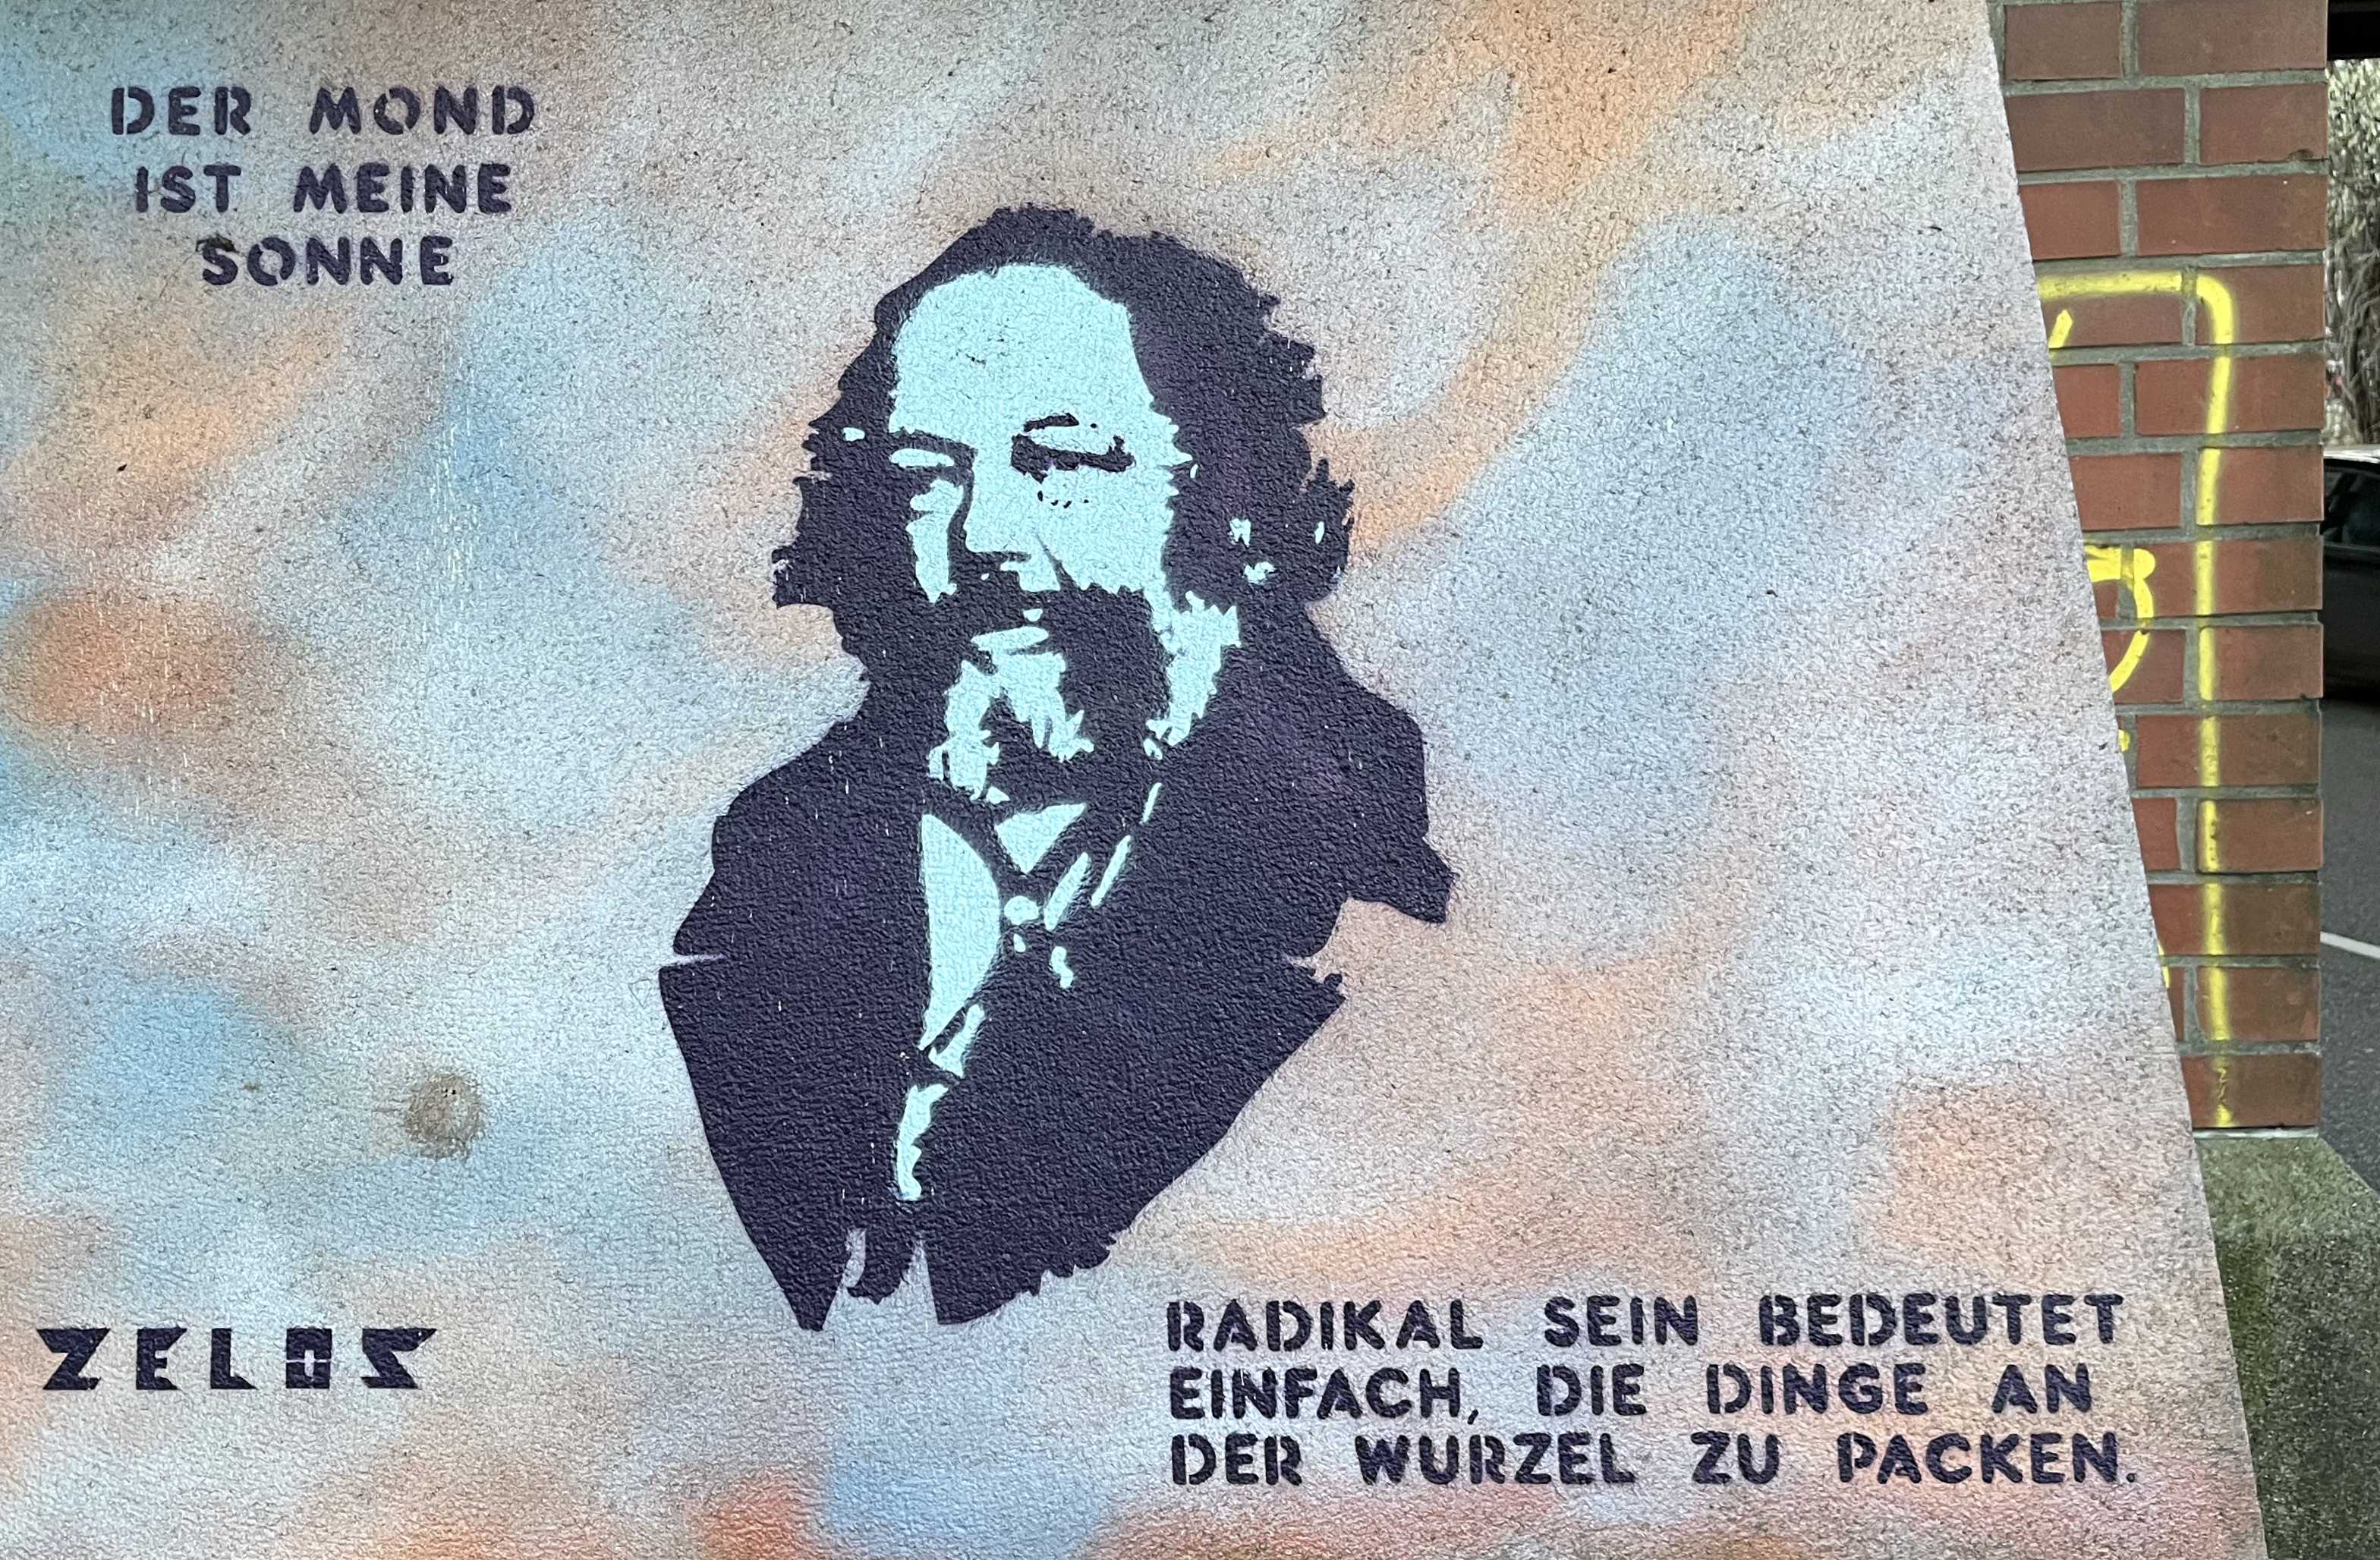 DER MOND
IST MEINE
SONNE
ZELOS
RADIKAL SEIN BEDEUTET
EINFACH, DIE DINGE AN
DER WURZEL ZU PACKEN.